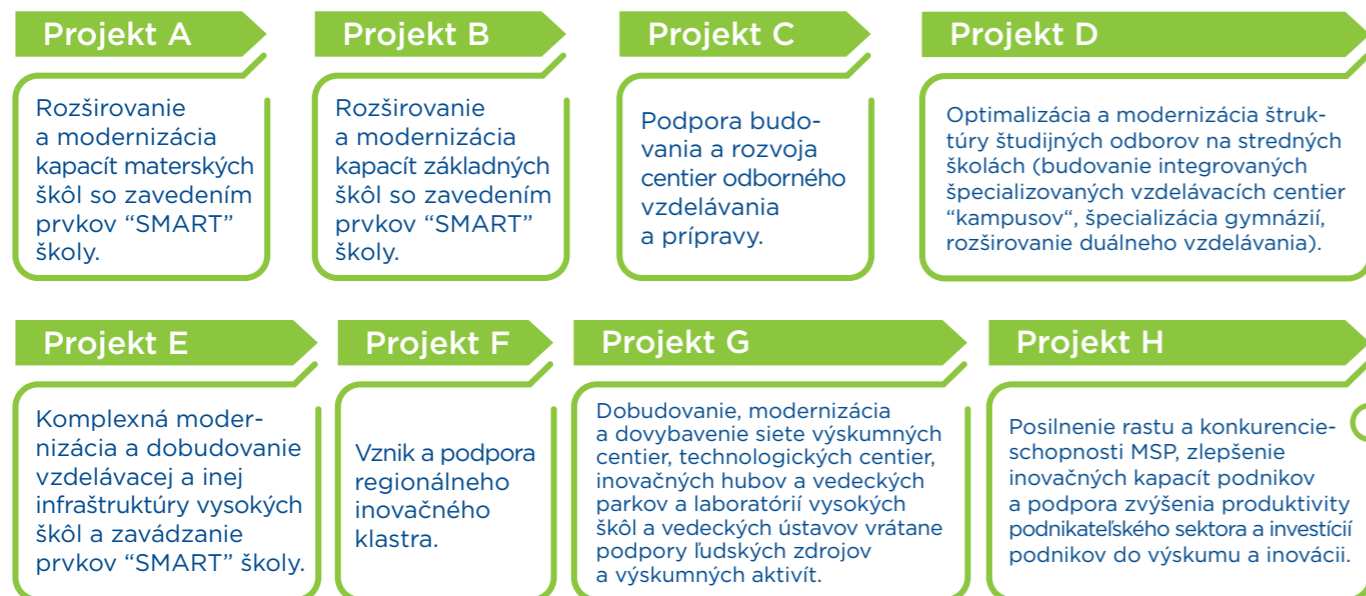 Projekt A
Rozširovanie
a modernizácia
kapacít materských
škôl so zavedením
prvkov “SMART”
školy.
Projekt B
Rozširovanie
a modernizácia
kapacít základných
škôl so zavedením
prvkov “SMART”
školy.
Projekt C
Podpora budo-
vania a rozvoja
centier odborného
vzdelávania
a prípravy.
Projekt D
Optimalizácia a modernizácia štruk-
túry študijných odborov na stredných
školách (budovanie integrovaných
špecializovaných vzdelávacích centier
“kampusov“, špecializácia gymnázií,
rozširovanie duálneho vzdelávania).
Projekt E
Komplexná moder-
nizácia a dobudovanie
vzdelávacej a inej
infraštruktúry vysokých
škôl a zavádzanie
prvkov “SMART” školy.
Projekt F
Vznik a podpora
regionálneho
inovačného
klastra.
Projekt G
Dobudovanie, modernizácia
a dovybavenie siete výskumných
centier, technologických centier,
inovačných hubov a vedeckých
parkov a laboratórií vysokých
škôl a vedeckých ústavov vrátane
podpory ľudských zdrojov
a výskumných aktivít.
Projekt H
Posilnenie rastu a konkurencie-
schopnosti MSP, zlepšenie
inovačných kapacít podnikov
a podpora zvýšenia produktivity
podnikateľského sektora a investícií
podnikov do výskumu a inovácii.